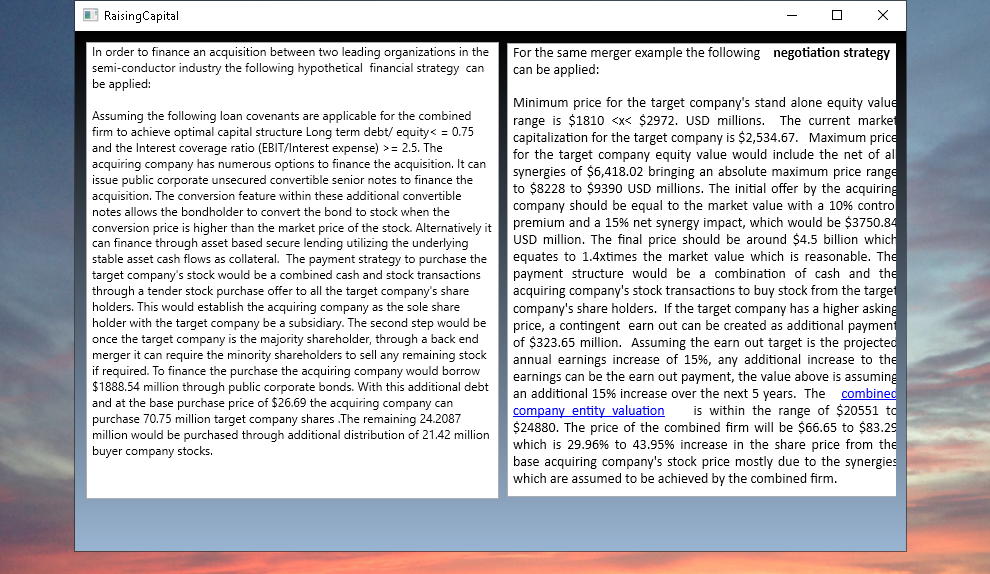 RaisingCapital
In order to finance an acquisition between two leading organizations in the
semi-conductor industry the following hypothetical financial strategy can
be applied:
Assuming the following loan covenants are applicable for the combined
firm to achieve optimal capital structure Long term debt/ equity< = 0.75
and the Interest coverage ratio (EBIT/Interest expense) >= 2.5. The
acquiring company has numerous options to finance the acquisition. It can
issue public corporate unsecured convertible senior notes to finance the
acquisition. The conversion feature within these additional convertible
notes allows the bondholder to convert the bond to stock when the
conversion price is higher than the market price of the stock. Alternatively it
can finance through asset based secure lending utilizing the underlying
stable asset cash flows as collateral. The payment strategy to purchase the
target company's stock would be a combined cash and stock transactions
through a tender stock purchase offer to all the target company's share
holders. This would establish the acquiring company as the sole share
holder with the target company be a subsidiary. The second step would be
once the target company is the majority shareholder, through a back end
merger it can require the minority shareholders to sell any remaining stock
if required. To finance the purchase the acquiring company would borrow
$1888.54 million through public corporate bonds. With this additional debt
and at the base purchase price of $26.69 the acquiring company can
purchase 70.75 million target company shares .The remaining 24.2087
million would be purchased through additional distribution of 21.42 million
buyer company stocks.
For the same merger example the following negotiation strategy
can be applied:
Minimum price for the target company's stand alone equity value
range is $1810 <x< $2972. USD millions. The current market
capitalization for the target company is $2,534.67. Maximum price
for the target company equity value would include the net of al
synergies of $6,418.02 bringing an absolute maximum price range
to $8228 to $9390 USD millions. The initial offer by the acquiring
company should be equal to the market value with a 10% contro
premium and a 15% net synergy impact, which would be $3750.84
USD million. The final price should be around $4.5 billion which
equates to 1.4xtimes the market value which is reasonable. The
payment structure would be a combination of cash and the
acquiring company's stock transactions to buy stock from the target
company's share holders. If the target company has a higher asking
price, a contingent earn out can be created as additional payment
of $323.65 million. Assuming the earn out target is the projected
annual earnings increase of 15%, any additional increase to the
earnings can be the earn out payment, the value above is assuming
an additional 15% increase over the next 5 years. The combined
company entity valuation is within the range of $20551 to
$24880. The price of the combined firm will be $66.65 to $83.29
which is 29.96% to 43.95% increase in the share price from the
base acquiring company's stock price mostly due to the synergies
which are assumed to be achieved by the combined firm.